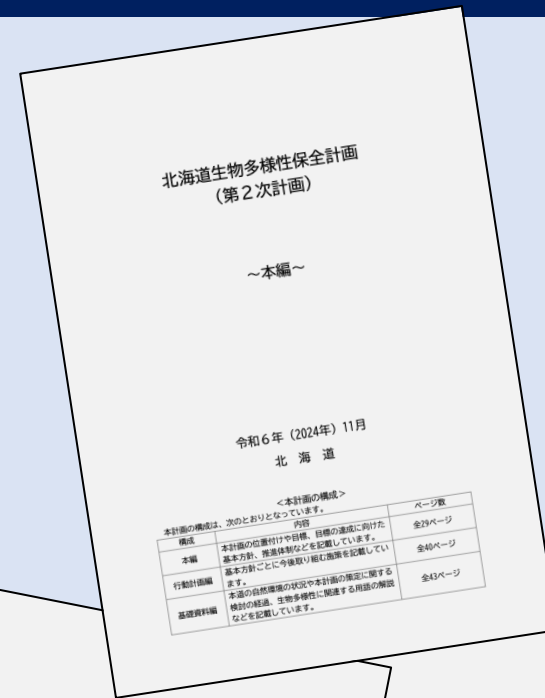 北海道生物多様性保全計画
（第２次計画）
～本編～
令和６年（2024年）11月
北 海 道
＜本計画の構成＞
本計画の構成は、次のとおりとなっています。
構成 内容 ページ数
本編 本計画の位置付けや目標、目標の達成に向けた
基本方針、推進体制などを記載しています。 全29ページ
行動計画編 基本方針ごとに今後取り組む施策を記載してい
ます。 全40ページ
基礎資料編 本道の自然環境の状況や本計画の策定に関する
検討の経過、生物多様性に関連する用語の解説
などを記載しています。 全43ページ